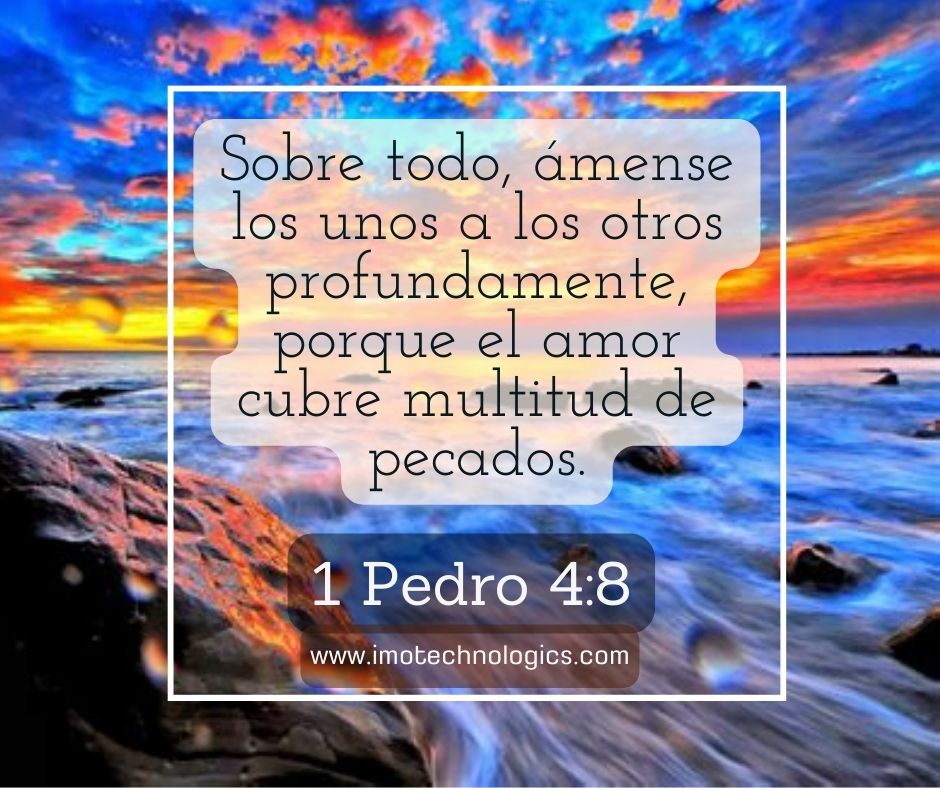 Sobre todo, ámense
los unos a los otros
profundamente,
porque el amor
cubre multitud de
pecados.
1 Pedro 4:8
www.imotechnologics.com